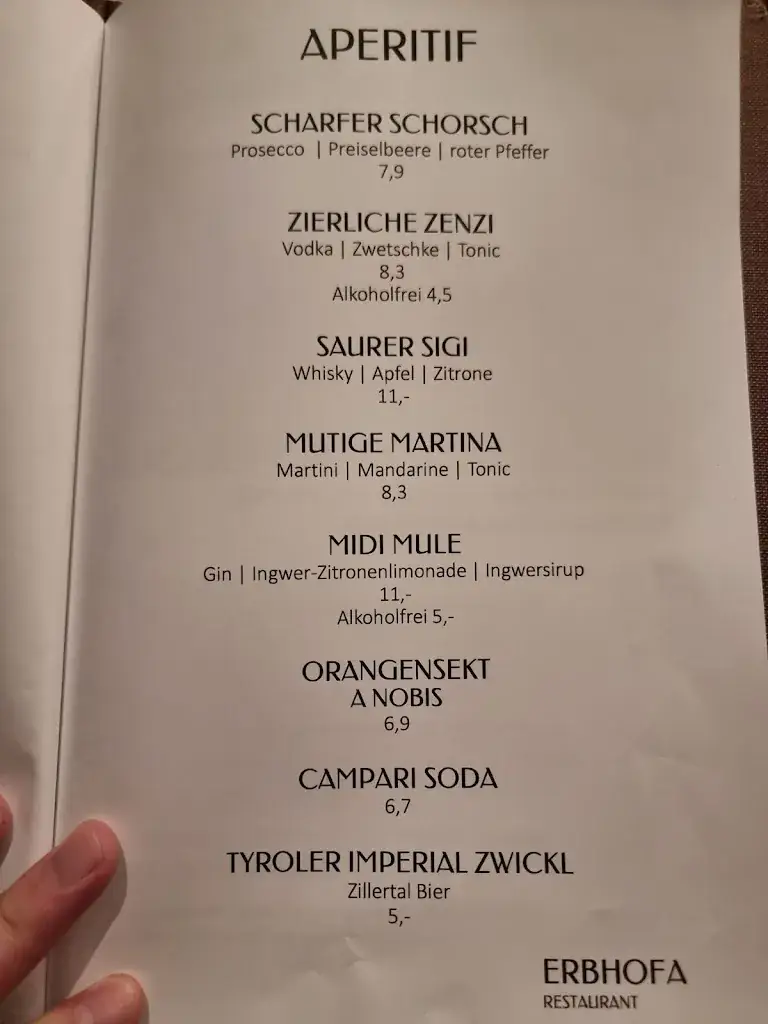 APERITIF
SCHARFER SCHORSCH
Prosecco | Preiselbeere | roter Pfeffer
7,9
ZIERLICHE ZENZI
Vodka | Zwetschke | Tonic
8,3
Alkoholfrei 4,5
SAURER SIGI
Whisky | Apfel | Zitrone
11,-
MUTIGE MARTINA
Martini | Mandarine | Tonic
8,3
MIDI MULE
Gin | Ingwer-Zitronenlimonade | Ingwersirup
11,-
Alkoholfrei 5,-
ORANGENSEKT
A NOBIS
6,9
CAMPARI SODA
6,7
TYROLER IMPERIAL ZWICKL
Zillertal Bier
5,-
ERBHOFA
RESTAURANT